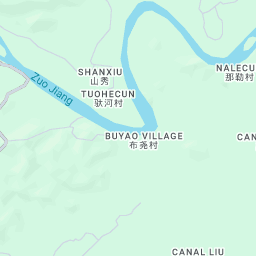 Zuo Jiang
SHANXIU
山秀
TUOHECUN
驮河村
NALECU
那勒村
BUYAO VILLAGE
布尧村
CAN
CANAL LIU